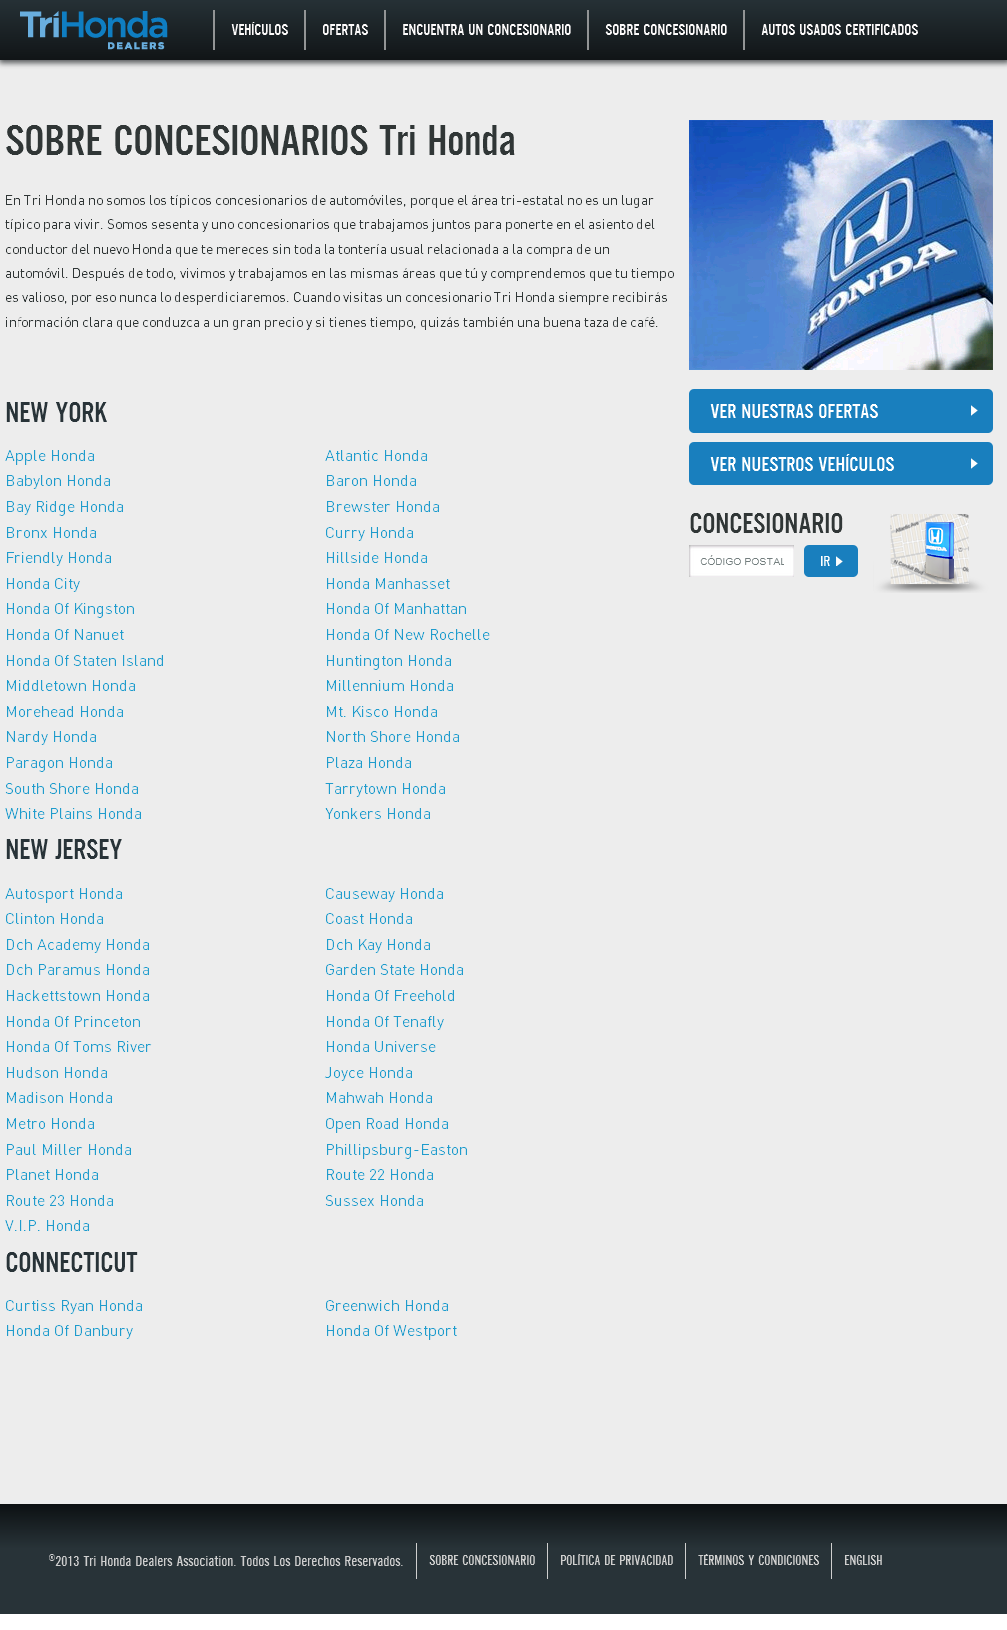 TriHonda
DEALERS
VEHÍCULOS
OFERTAS
ENCUENTRA UN CONCESIONARIO
SOBRE CONCESIONARIO
AUTOS USADOS CERTIFICADOS
SOBRE CONCESIONARIOS Tri Honda
En Tri Honda no somos los típicos concesionarios de automóviles, porque el área tri-estatal no es un lugar
típico para vivir. Somos sesenta y uno concesionarios que trabajamos juntos para ponerte en el asiento del
conductor del nuevo Honda que te mereces sin toda la tontería usual relacionada a la compra de un
automóvil. Después de todo, vivimos y trabajamos en las mismas áreas que tú y comprendemos que tu tiempo
es valioso, por eso nunca lo desperdiciaremos. Cuando visitas un concesionario Tri Honda siempre recibirás
información clara que conduzca a un gran precio y si tienes tiempo, quizás también una buena taza de café.
HONDA
VER NUESTRAS OFERTAS
VER NUESTROS VEHÍCULOS
CONCESIONARIO
CÓDIGO POSTAL
IR
NEW YORK
Apple Honda
Atlantic Honda
Babylon Honda
Baron Honda
Bay Ridge Honda
Brewster Honda
Bronx Honda
Curry Honda
Friendly Honda
Hillside Honda
Honda City
Honda Manhasset
Honda Of Kingston
Honda Of Manhattan
Honda Of Nanuet
Honda Of New Rochelle
Honda Of Staten Island
Huntington Honda
Middletown Honda
Millennium Honda
Morehead Honda
Mt. Kisco Honda
Nardy Honda
North Shore Honda
Paragon Honda
Plaza Honda
South Shore Honda
Tarrytown Honda
White Plains Honda
Yonkers Honda
NEW JERSEY
Autosport Honda
Causeway Honda
Clinton Honda
Coast Honda
Dch Academy Honda
Dch Kay Honda
Dch Paramus Honda
Garden State Honda
Hackettstown Honda
Honda Of Freehold
Honda Of Princeton
Honda Of Tenafly
Honda Of Toms River
Honda Universe
Hudson Honda
Joyce Honda
Madison Honda
Mahwah Honda
Metro Honda
Open Road Honda
Paul Miller Honda
Phillipsburg-Easton
Planet Honda
Route 22 Honda
Route 23 Honda
Sussex Honda
V.I.P. Honda
CONNECTICUT
Curtiss Ryan Honda
Greenwich Honda
Honda Of Danbury
Honda Of Westport
©2013 Tri Honda Dealers Association. Todos Los Derechos Reservados.
SOBRE CONCESIONARIO
POLÍTICA DE PRIVACIDAD
TÉRMINOS Y CONDICIONES
ENGLISH